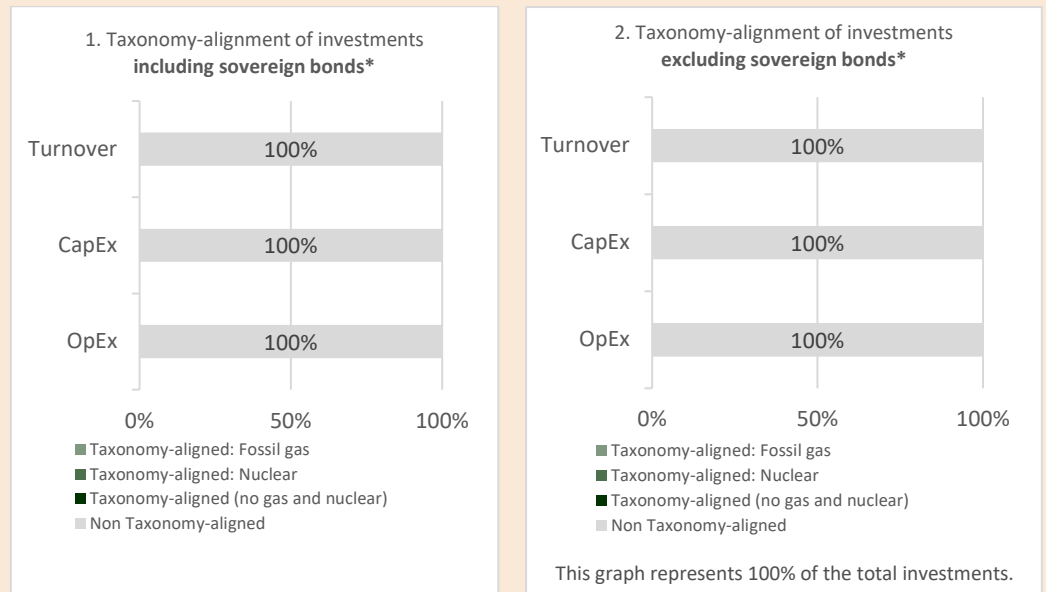 1. Taxonomy-alignment of investments
including sovereign bonds*
Turnover
100%
CapEx
100%
OpEx
100%
0%
50%
100%
Taxonomy-aligned: Fossil gas
Taxonomy-aligned: Nuclear
Taxonomy-aligned (no gas and nuclear)
Non Taxonomy-aligned
2. Taxonomy-alignment of investments
excluding sovereign bonds*
Turnover
100%
CapEx
100%
OpEx
100%
0%
50%
100%
Taxonomy-aligned: Fossil gas
Taxonomy-aligned: Nuclear
Taxonomy-aligned (no gas and nuclear)
Non Taxonomy-aligned
This graph represents 100% of the total investments.